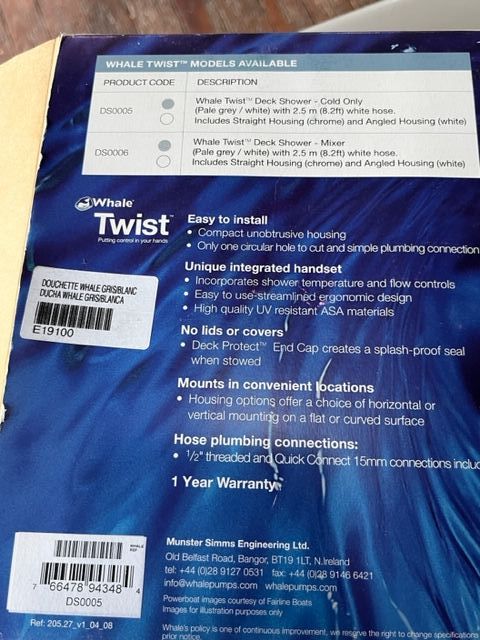 WHALE TWIST™ MODELS AVAILABLE
PRODUCT CODE DESCRIPTION
DS0005 Whale Twist™ Deck Shower - Cold Only
(Pale grey / white) with 2.5 m (8.2ft) white hose.
Includes Straight Housing (chrome) and Angled Housing (white)
DS0006 Whale Twist™ Deck Shower - Mixer
(Pale grey / white) with 2.5 m (8.2ft) white hose.
Includes Straight Housing (chrome) and Angled Housing (white)
Whale®
Twist™
Putting control in your hands
Easy to install
• Compact unobtrusive housing
• Only one circular hole to cut and simple plumbing connection
Unique integrated handset
• Incorporates shower temperature and flow controls
• Easy to use-streamlined ergonomic design
• High quality UV resistant ASA materials
DOUCHETTE WHALE GRIS/BLANC
DUCHA WHALE GRIS/BLANCA
E19100
No lids or covers
• Deck Protect™ End Cap creates a splash-proof seal
when stowed
Mounts in convenient locations
• Housing options offer a choice of horizontal or
vertical mounting on a flat or curved surface
Hose plumbing connections:
• 1/2" threaded and Quick Connect 15mm connections includ
1 Year Warranty
WHALE
REF
7 66478 94348 4
DS0005
Ref: 205.27_v1_04_08
Munster Simms Engineering Ltd.
Old Belfast Road, Bangor, BT19 1LT, N.Ireland
tel: +44 (0)28 9127 0531 fax: +44 (0)28 9146 6421
info@whalepumps.com www.whalepumps.com
Powerboat images courtesy of Fairline Boats
Images for illustration purposes only
Whale's policy is one of continuous improvement, we reserve the right to change specifications
prior notice.